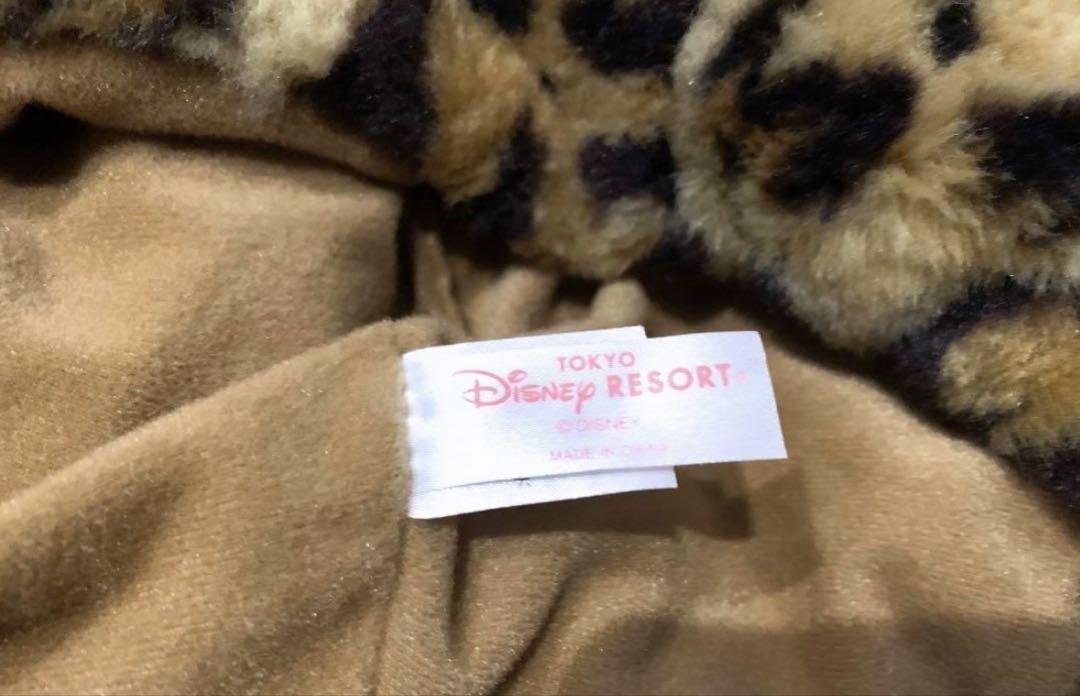 TOKYO
Disney RESORT
© DISNEY
MADE IN CHINA